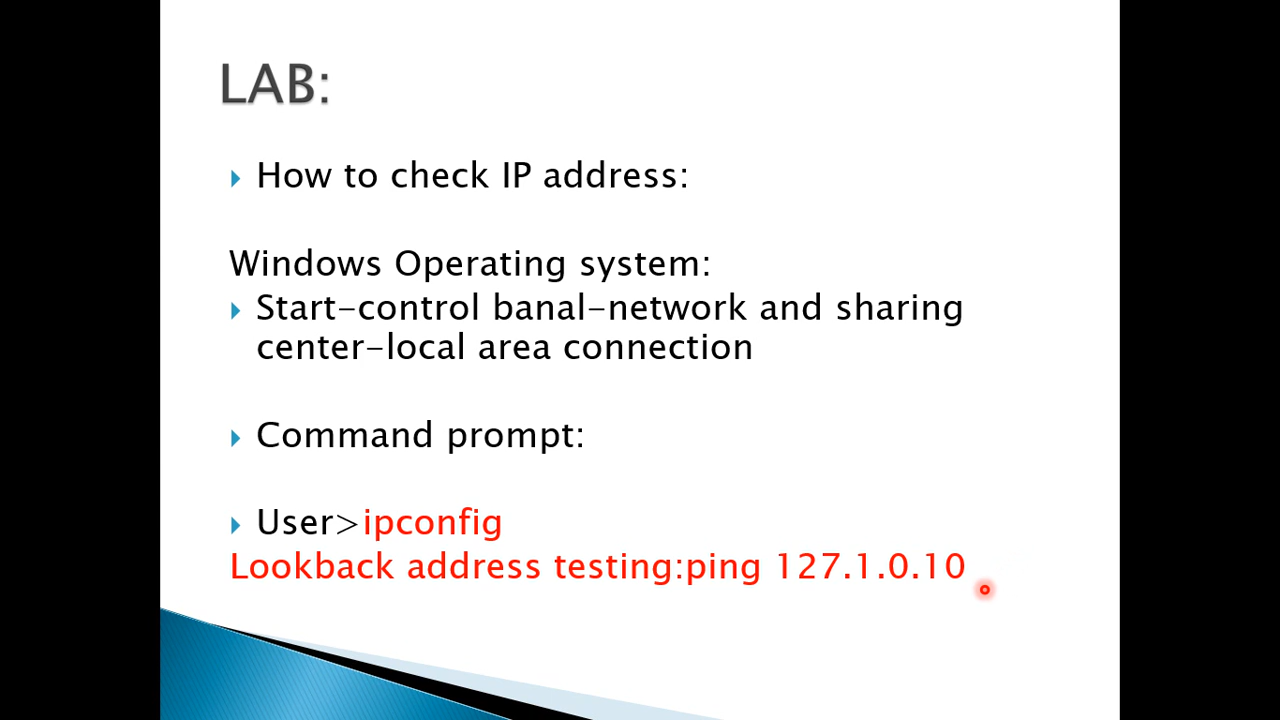 LAB:
How to check IP address:
Windows Operating system:
Start-control banal-network and sharing
center-local area connection
Command prompt:
User>ipconfig
Lookback address testing:ping 127.1.0.10